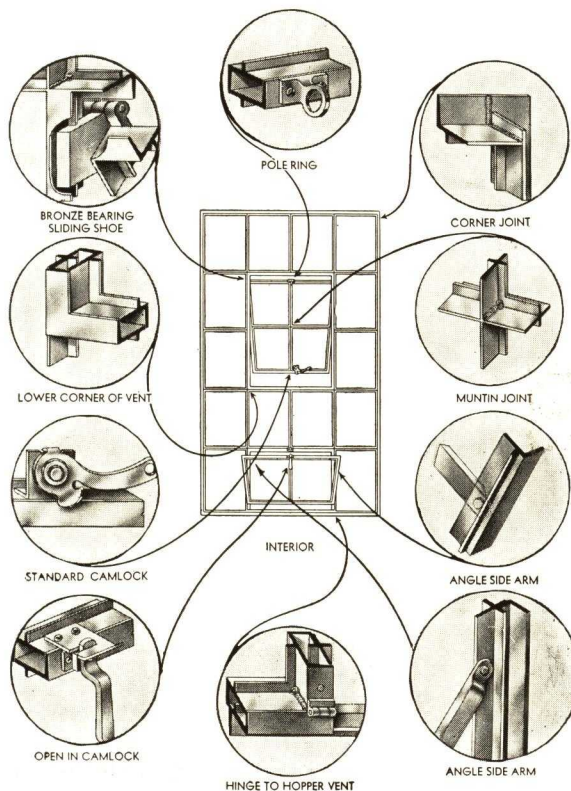 POLE RING
BRONZE BEARING
SLIDING SHOE
CORNER JOINT
LOWER CORNER OF VENT
MUNTIN JOINT
INTERIOR
STANDARD CAMLOCK
ANGLE SIDE ARM
OPEN IN CAMLOCK
HINGE TO HOPPER VENT
ANGLE SIDE ARM